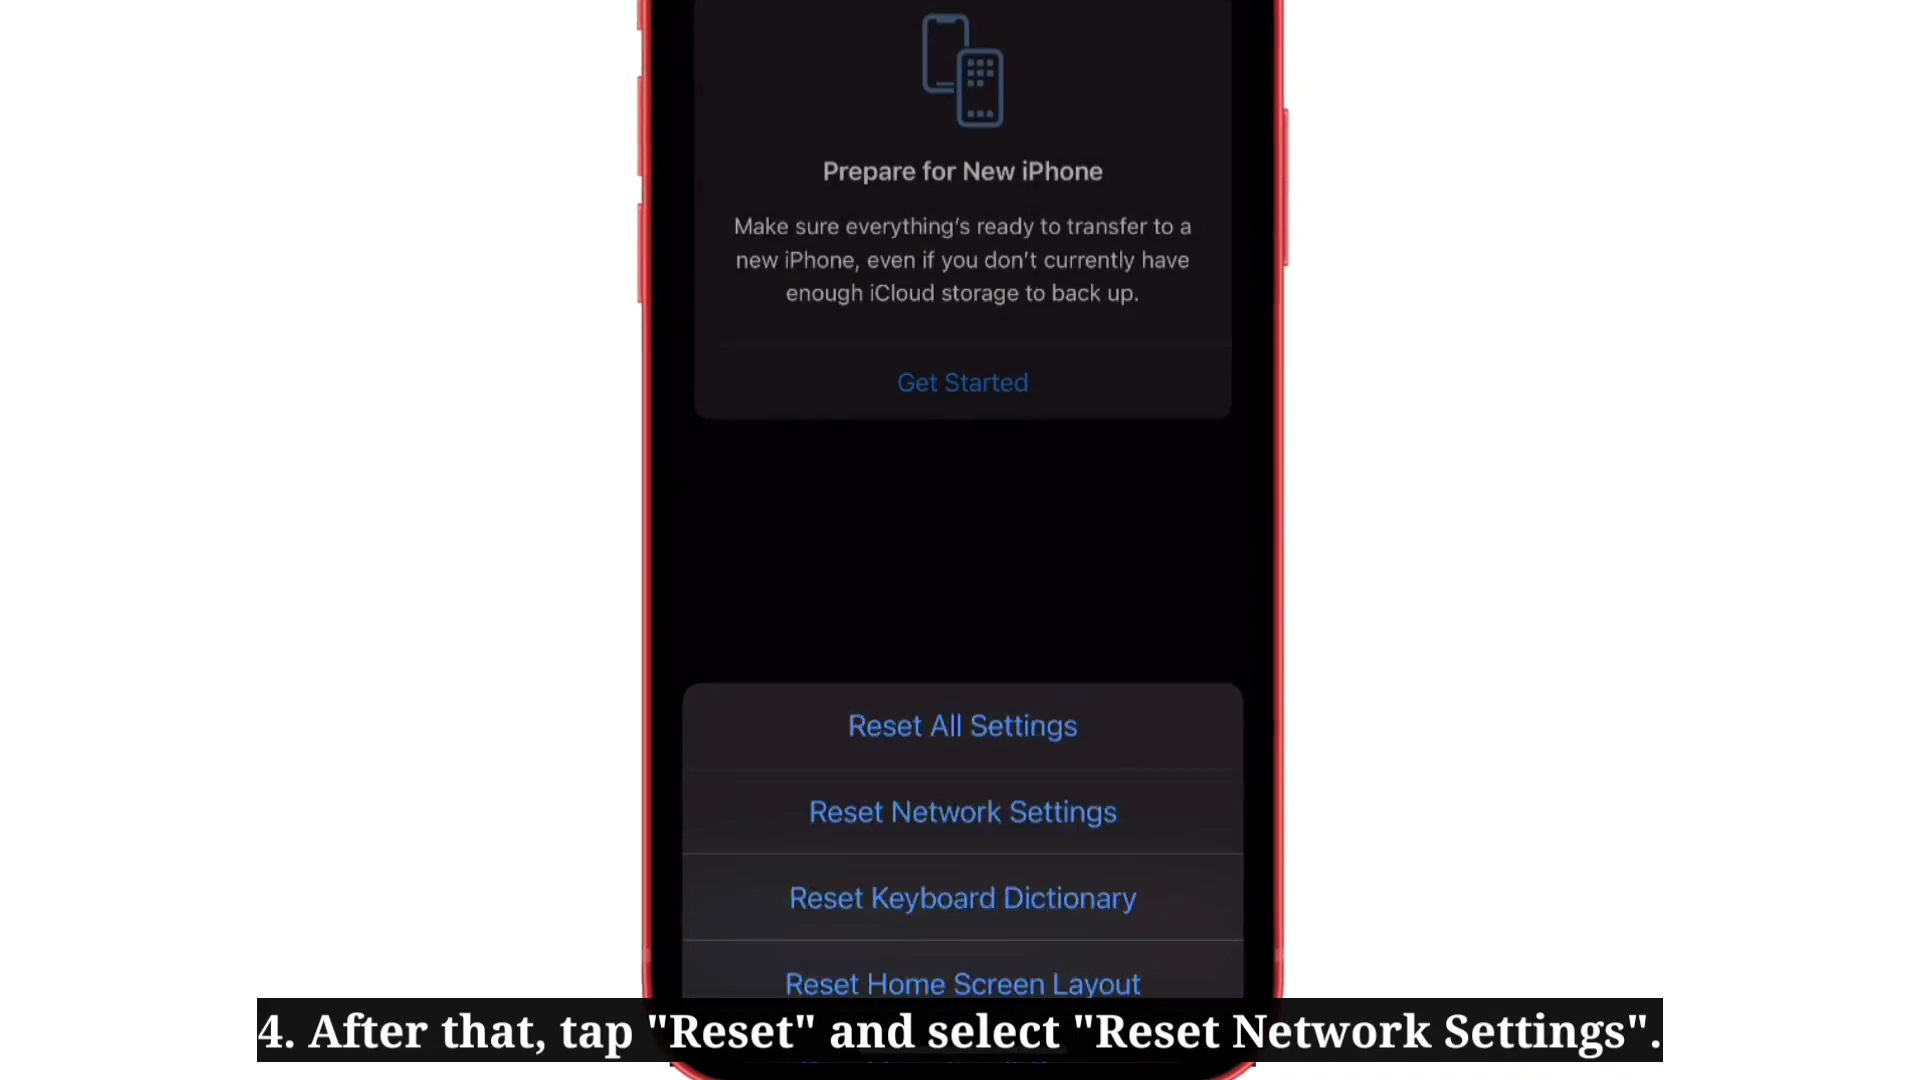 Prepare for New iPhone
Make sure everything's ready to transfer to a
new iPhone, even if you don't currently have
enough iCloud storage to back up.
Get Started
Reset All Settings
Reset Network Settings
Reset Keyboard Dictionary
Reset Home Screen Layout
4. After that, tap "Reset" and select "Reset Network Settings".